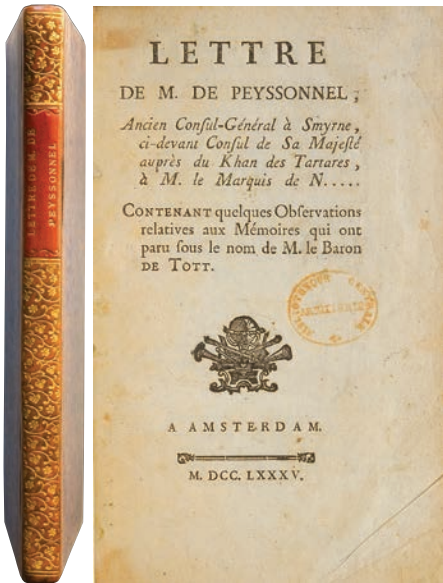 LETTRE DE M. DE
PEYSSONNEL
LETTRE
DE M. DE PEYSSONNEL,
Ancien Conſul-Général à Smyrne,
ci-devant Conſul de Sa Majeſté
auprès du Khan des Tartares,
à M. le Marquis de N.....
CONTENANT quelques Obſervations
relatives aux Mémoires qui ont
paru ſous le nom de M. le Baron
DE TOTT.
A AMSTERDAM.
M. DCC. LXXXV.